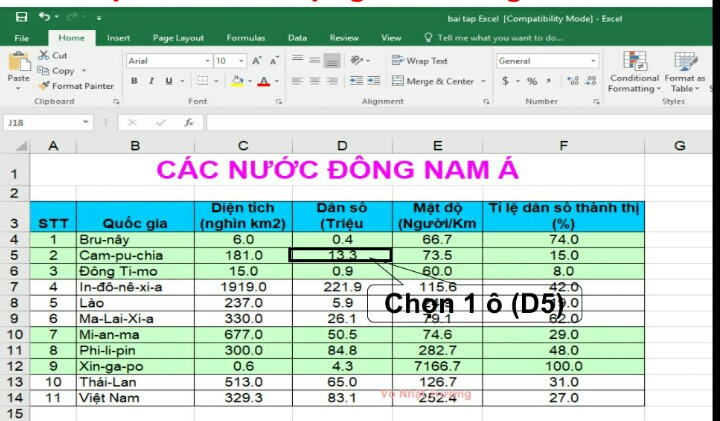 bai tap Excel [Compatibility Mode] - Excel
File Home Insert Page Layout Formulas Data Review View Tell me what you want to do...
Cut
Copy
Format Painter
Paste
Arial 10
General
Wrap Text
Merge & Center
B I U
$ % ,
Conditional Formatting
Format as Table
Clipboard Font Alignment Number Styles
J18 fx
A B C D E F G
1 CÁC NƯỚC ĐÔNG NAM Á
2
3 STT Quốc gia Diện tích (nghìn km2) Dân số (Triệu Mật độ (Người/Km Tỉ lệ dân số thành thị (%)
4 1 Bru-nây 6.0 0.4 66.7 74.0
5 2 Cam-pu-chia 181.0 13.3 73.5 15.0
6 3 Đông Ti-mo 15.0 0.9 60.0 8.0
7 4 In-đô-nê-xi-a 1919.0 221.9 115.6 42.0
8 5 Lào 237.0 5.9
Chọn 1 ô (D5)
9 6 Ma-Lai-Xi-a 330.0 26.1 79.1 62.0
10 7 Mi-an-ma 677.0 50.5 74.6 29.0
11 8 Phi-li-pin 300.0 84.8 282.7 48.0
12 9 Xin-ga-po 0.6 4.3 7166.7 100.0
13 10 Thái-Lan 513.0 65.0 126.7 31.0
14 11 Việt Nam 329.3 83.1 252.4 27.0
15